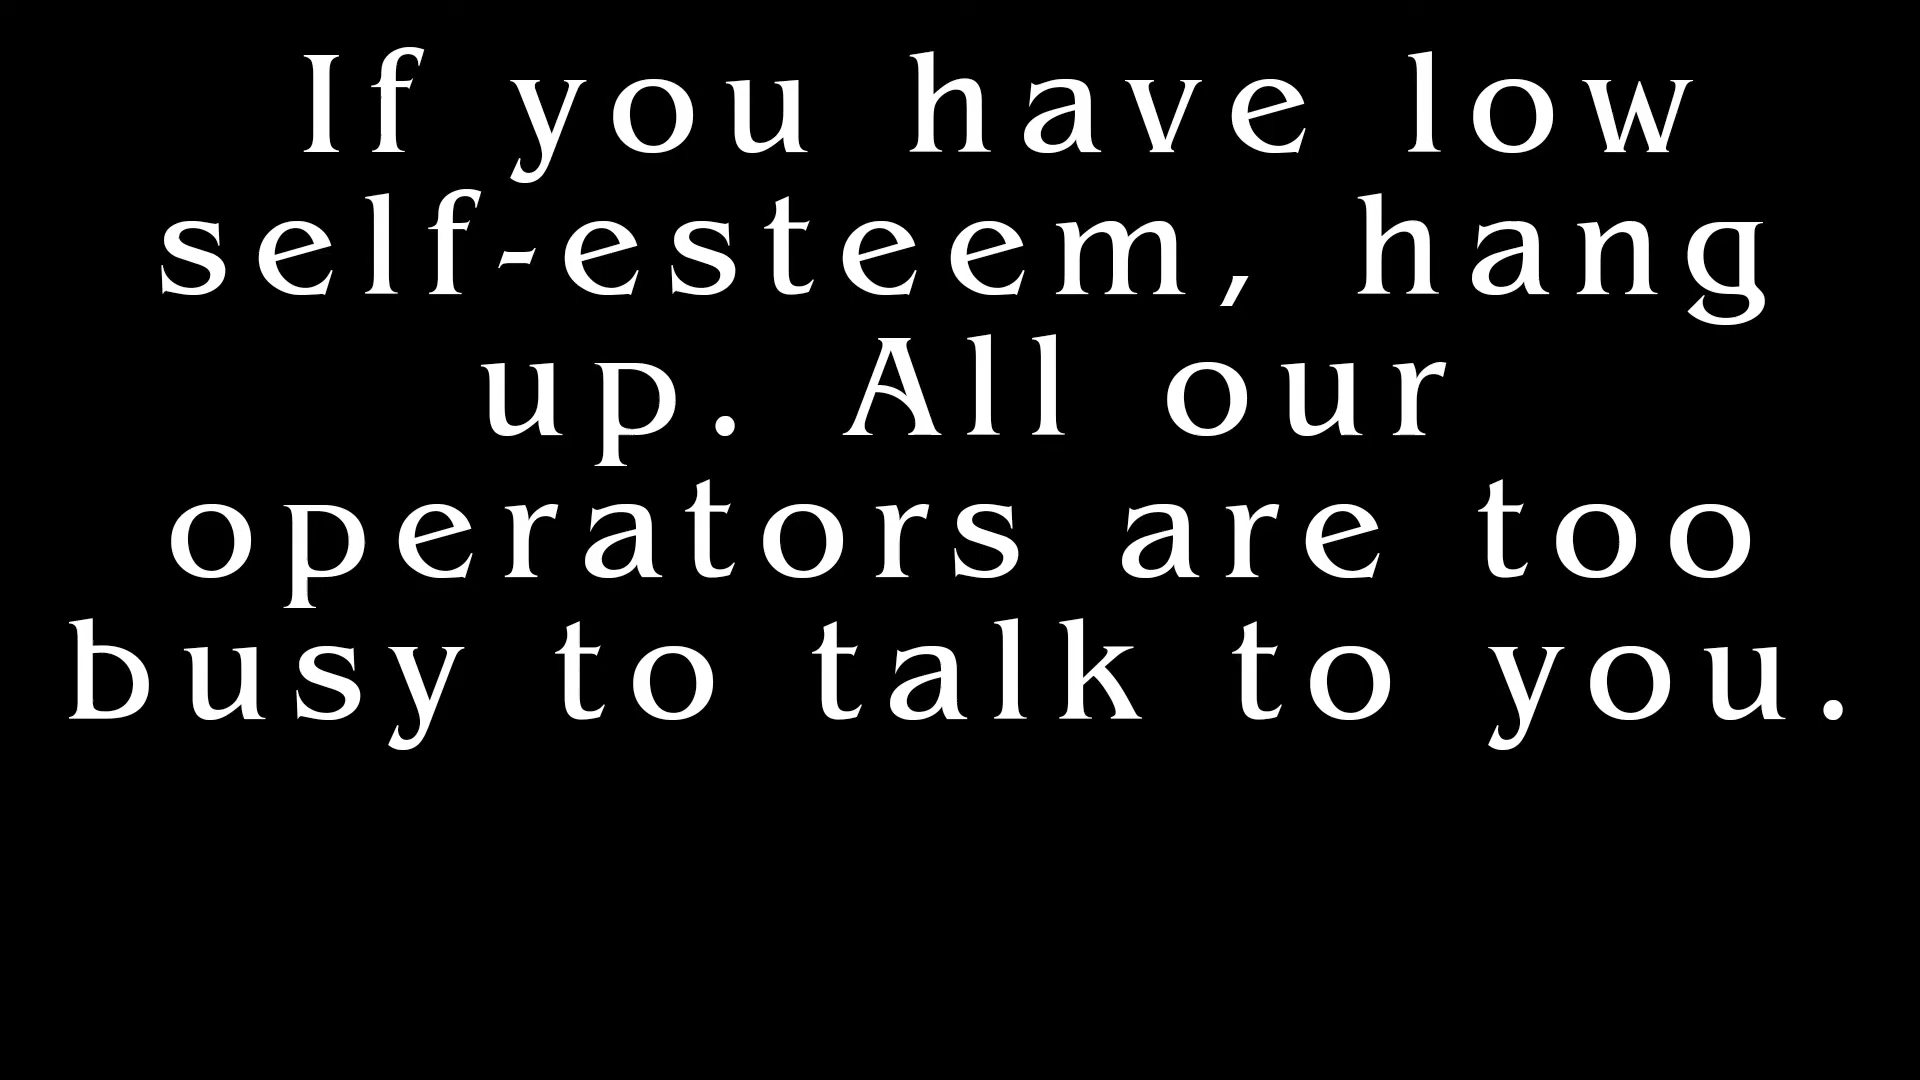 If you have low
self-esteem, hang
up. All our
operators are too
busy to talk to you.